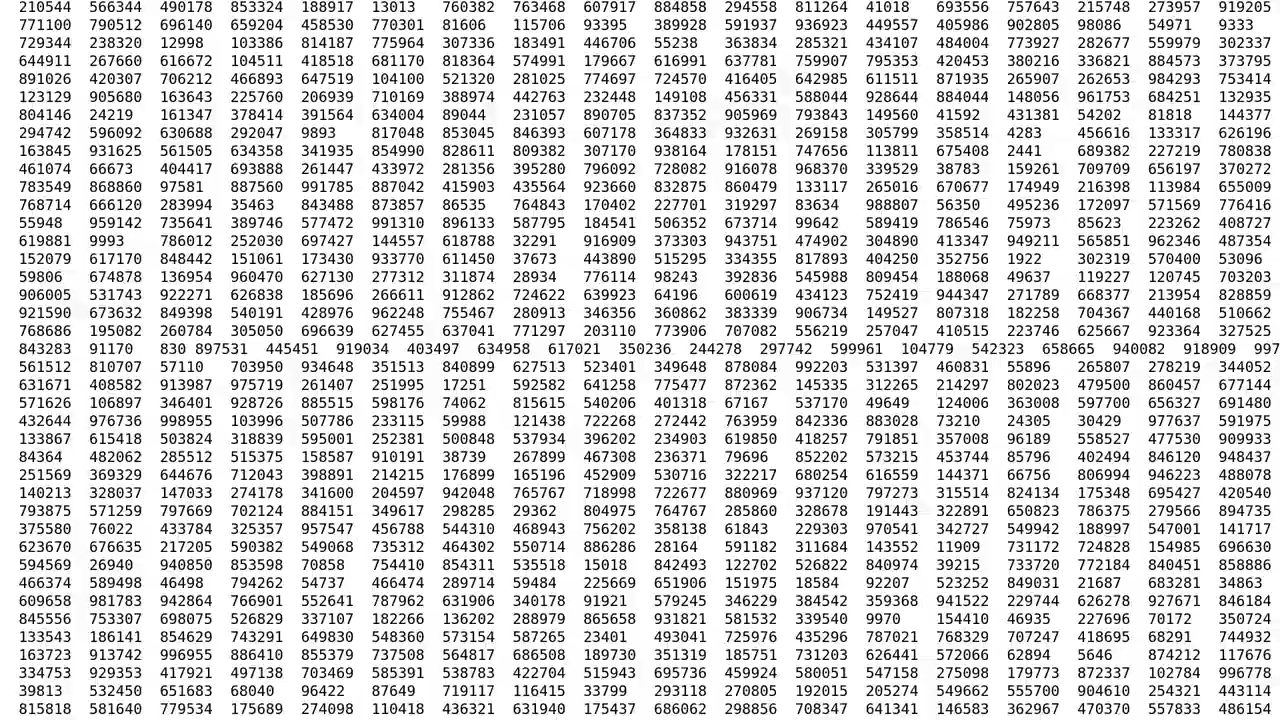 210544 566344 490178 853324 188917 13013 760382 763468 607917 884858 294558 811264 41018 693556 757643 215748 273957 919205
771100 790512 696140 659204 458530 770301 81606 115706 93395 389928 591937 936923 449557 405986 902805 98086 54971 9333
729344 238320 12998 103386 814187 775964 307336 183491 446706 55238 363834 285321 434107 484004 773927 282677 559979 302337
644911 267660 616672 104511 418518 681170 818364 574991 179667 616991 637781 759907 795353 420453 380216 336821 884573 373795
891026 420307 706212 466893 647519 104100 521320 281025 774697 724570 416405 642985 611511 871935 265907 262653 984293 753414
123129 905680 163643 225760 206939 710169 388974 442763 232448 149108 456331 588044 928644 884044 148056 961753 684251 132935
804146 24219 161347 378414 391564 634004 89044 231057 890705 837352 905969 793843 149560 41592 431381 54202 81818 144377
294742 596092 630688 292047 9893 817048 853045 846393 607178 364833 932631 269158 305799 358514 4283 456616 133317 626196
163845 931625 561505 634358 341935 854990 828611 809382 307170 938164 178151 747656 113811 675408 2441 689382 227219 780838
461074 66673 404417 693888 261447 433972 281356 395280 796092 728082 916078 968370 339529 38783 159261 709709 656197 370272
783549 868860 97581 887560 991785 887042 415903 435564 923660 832875 860479 133117 265016 670677 174949 216398 113984 655009
768714 666120 283994 35463 843488 873857 86535 764843 170402 227701 319297 83634 988807 56350 495236 172097 571569 776416
55948 959142 735641 389746 577472 991310 896133 587795 184541 506352 673714 99642 589419 786546 75973 85623 223262 408727
619881 9993 786012 252030 697427 144557 618788 32291 916909 373303 943751 474902 304890 413347 949211 565851 962346 487354
152079 617170 848442 151061 173430 933770 611450 37673 443890 515295 334355 817893 404250 352756 1922 302319 570400 53096
59806 674878 136954 960470 627130 277312 311874 28934 776114 98243 392836 545988 809454 188068 49637 119227 120745 703203
906005 531743 922271 626838 185696 266611 912862 724622 639923 64196 600619 434123 752419 944347 271789 668377 213954 828859
921590 673632 849398 540191 428976 962248 755467 280913 346356 360862 383339 906734 149527 807318 182258 704367 440168 510662
768686 195082 260784 305050 696639 627455 637041 771297 203110 773906 707082 556219 257047 410515 223746 625667 923364 327525
843283 91170 830 897531 445451 919034 403497 634958 617021 350236 244278 297742 599961 104779 542323 658665 940082 918909 997
561512 810707 57110 703950 934648 351513 840899 627513 523401 349648 878084 992203 531397 460831 55896 265807 278219 344052
631671 408582 913987 975719 261407 251995 17251 592582 641258 775477 872362 145335 312265 214297 802023 479500 860457 677144
571626 106897 346401 928726 885515 598176 74062 815615 540206 401318 67167 537170 49649 124006 363008 597700 656327 691480
432644 976736 998955 103996 507786 233115 59988 121438 722268 272442 763959 842336 883028 73210 24305 30429 977637 591975
133867 615418 503824 318839 595001 252381 500848 537934 396202 234903 619850 418257 791851 357008 96189 558527 477530 909933
84364 482062 285512 515375 158587 910191 38739 267899 467308 236371 79696 852202 573215 453744 85796 402494 846120 948437
251569 369329 644676 712043 398891 214215 176899 165196 452909 530716 322217 680254 616559 144371 66756 806994 946223 488078
140213 328037 147033 274178 341600 204597 942048 765767 718998 722677 880969 937120 797273 315514 824134 175348 695427 420540
793875 571259 797669 702124 884151 349617 298285 29362 804975 764767 285860 328678 191443 322891 650823 786375 279566 894735
375580 76022 433784 325357 957547 456788 544310 468943 756202 358138 61843 229303 970541 342727 549942 188997 547001 141717
623670 676635 217205 590382 549068 735312 464302 550714 886286 28164 591182 311684 143552 11909 731172 724828 154985 696630
594569 26940 940850 853598 70858 754410 854311 535518 15018 842493 122702 526822 840974 39215 733720 772184 840451 858886
466374 589498 46498 794262 54737 466474 289714 59484 225669 651906 151975 18584 92207 523252 849031 21687 683281 34863
609658 981783 942864 766901 552641 787962 631906 340178 91921 579245 346229 384542 359368 941522 229744 626278 927671 846184
845556 753307 698075 526829 337107 182266 136202 288979 865658 931821 581532 339540 9970 154410 46935 227696 70172 350724
133543 186141 854629 743291 649830 548360 573154 587265 23401 493041 725976 435296 787021 768329 707247 418695 68291 744932
163723 913742 996955 886410 855379 737508 564817 686508 189730 351319 185751 731203 626441 572066 62894 5646 874212 117676
334753 929353 417921 497138 703469 585391 538783 422704 515943 695736 459924 580051 547158 275098 179773 872337 102784 996778
39813 532450 651683 68040 96422 87649 719117 116415 33799 293118 270805 192015 205274 549662 555700 904610 254321 443114
815818 581640 779534 175689 274098 110418 436321 631940 175437 686062 298856 708347 641341 146583 362967 470370 507833 486154